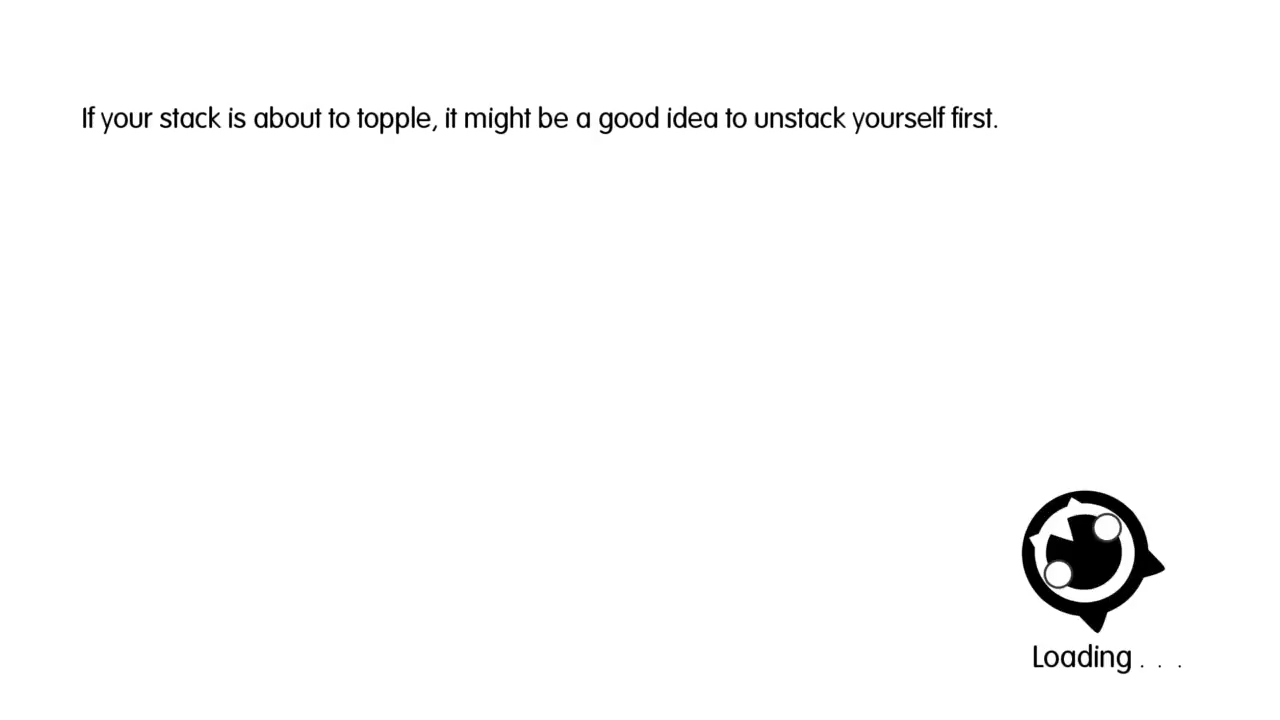 If your stack is about to topple, it might be a good idea to unstack yourself first.
Loading . . .